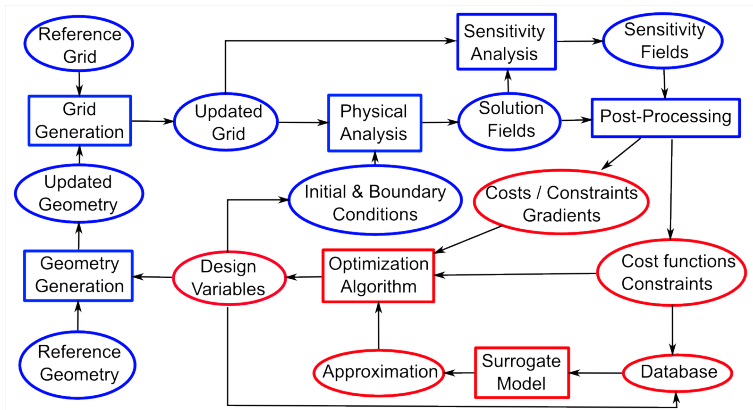 Reference
Grid
Sensitivity
Analysis
Sensitivity
Fields
Grid
Generation
Updated
Grid
Physical
Analysis
Solution
Fields
Post-Processing
Updated
Geometry
Initial & Boundary
Conditions
Costs / Constraints
Gradients
Geometry
Generation
Design
Variables
Optimization
Algorithm
Cost functions
Constraints
Reference
Geometry
Approximation
Surrogate
Model
Database